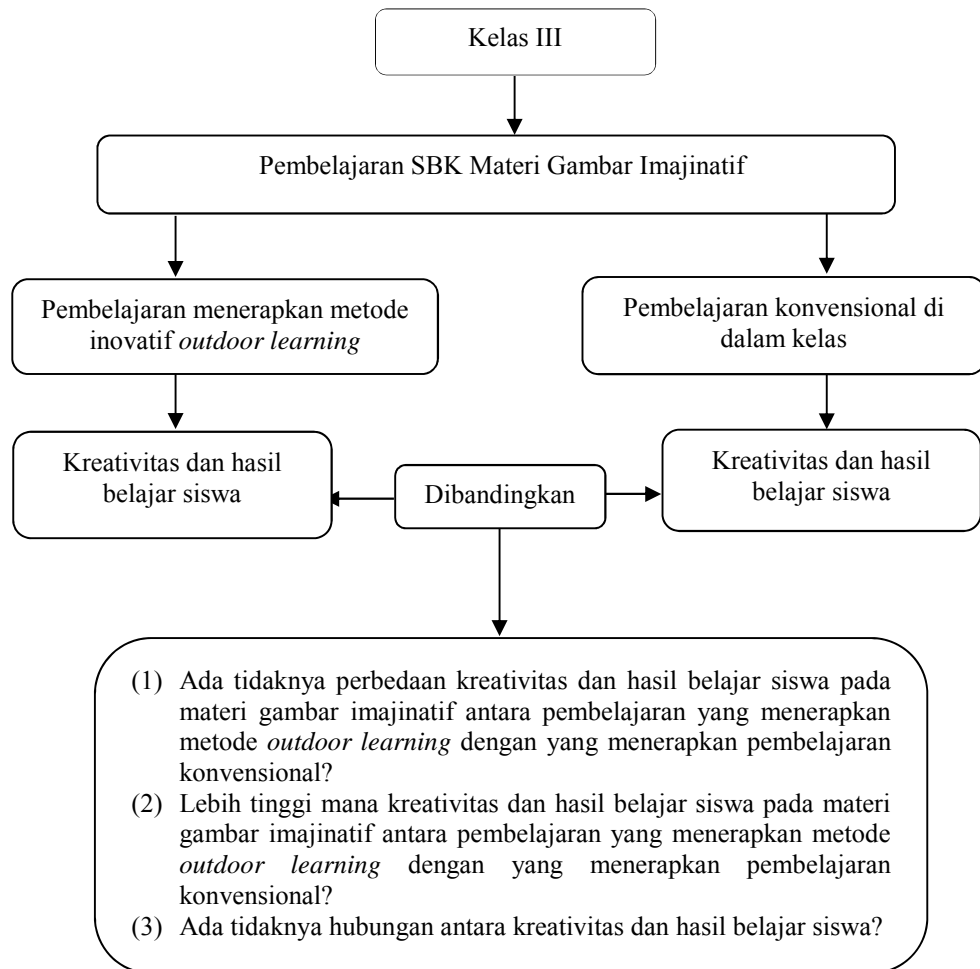 Kelas III
Pembelajaran SBK Materi Gambar Imajinatif
Pembelajaran menerapkan metode
inovatif outdoor learning
Pembelajaran konvensional di
dalam kelas
Kreativitas dan hasil
belajar siswa
Dibandingkan
Kreativitas dan hasil
belajar siswa
(1) Ada tidaknya perbedaan kreativitas dan hasil belajar siswa pada
materi gambar imajinatif antara pembelajaran yang menerapkan
metode outdoor learning dengan yang menerapkan pembelajaran
konvensional?
(2) Lebih tinggi mana kreativitas dan hasil belajar siswa pada materi
gambar imajinatif antara pembelajaran yang menerapkan metode
outdoor learning dengan yang menerapkan pembelajaran
konvensional?
(3) Ada tidaknya hubungan antara kreativitas dan hasil belajar siswa?